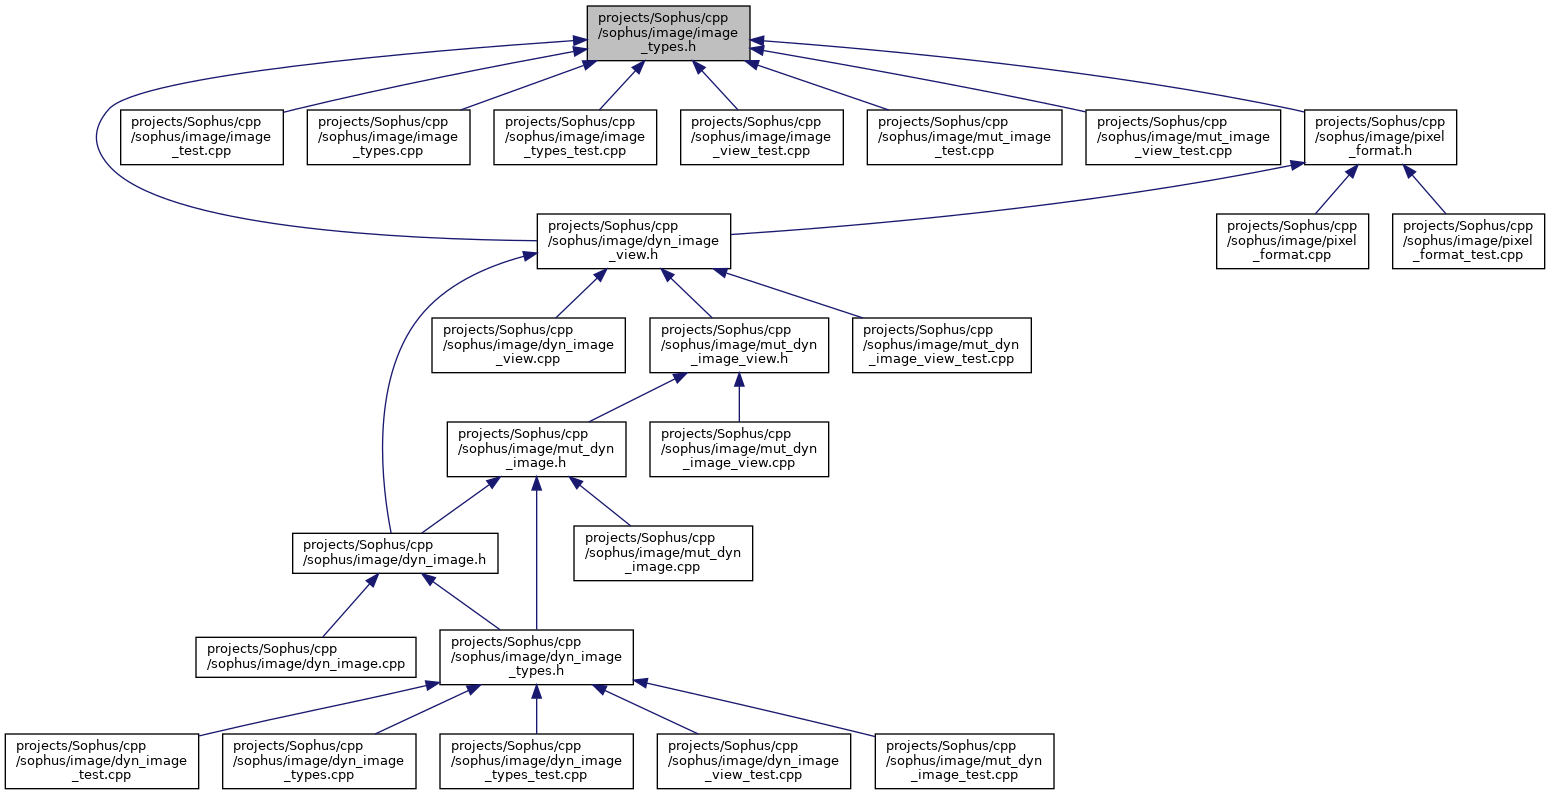 projects/Sophus/cpp
/sophus/image/image
_types.h
projects/Sophus/cpp
/sophus/image/image
_test.cpp
projects/Sophus/cpp
/sophus/image/image
_types.cpp
projects/Sophus/cpp
/sophus/image/image
_types_test.cpp
projects/Sophus/cpp
/sophus/image/image
_view_test.cpp
projects/Sophus/cpp
/sophus/image/mut_image
_test.cpp
projects/Sophus/cpp
/sophus/image/mut_image
_view_test.cpp
projects/Sophus/cpp
/sophus/image/pixel
_format.h
projects/Sophus/cpp
/sophus/image/dyn_image
_view.h
projects/Sophus/cpp
/sophus/image/pixel
_format.cpp
projects/Sophus/cpp
/sophus/image/pixel
_format_test.cpp
projects/Sophus/cpp
/sophus/image/dyn_image
_view.cpp
projects/Sophus/cpp
/sophus/image/mut_dyn
_image_view.h
projects/Sophus/cpp
/sophus/image/mut_dyn
_image_view_test.cpp
projects/Sophus/cpp
/sophus/image/mut_dyn
_image.h
projects/Sophus/cpp
/sophus/image/mut_dyn
_image_view.cpp
projects/Sophus/cpp
/sophus/image/dyn_image.h
projects/Sophus/cpp
/sophus/image/mut_dyn
_image.cpp
projects/Sophus/cpp
/sophus/image/dyn_image.cpp
projects/Sophus/cpp
/sophus/image/dyn_image
_types.h
projects/Sophus/cpp
/sophus/image/dyn_image
_test.cpp
projects/Sophus/cpp
/sophus/image/dyn_image
_types.cpp
projects/Sophus/cpp
/sophus/image/dyn_image
_types_test.cpp
projects/Sophus/cpp
/sophus/image/dyn_image
_view_test.cpp
projects/Sophus/cpp
/sophus/image/mut_dyn
_image_test.cpp